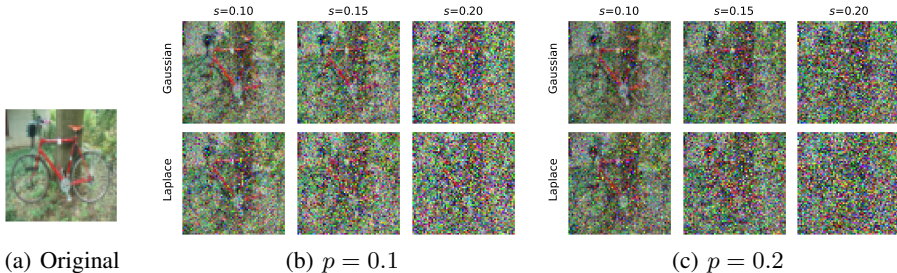 s=0.10 s=0.15 s=0.20 s=0.10 s=0.15 s=0.20
Gaussian Gaussian
Laplace Laplace
(a) Original (b) p = 0.1 (c) p = 0.2